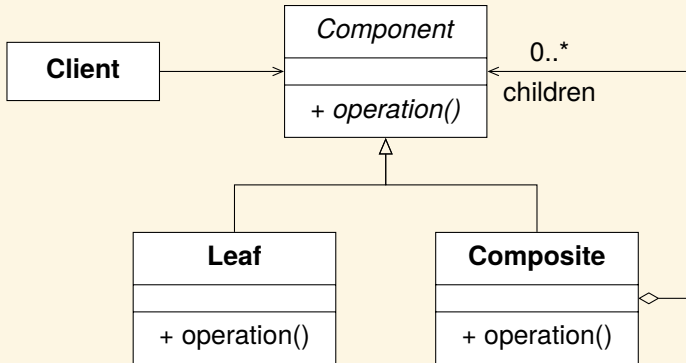 Component
Client
0..*
children
+ operation()
Leaf
Composite
+ operation()
+ operation()